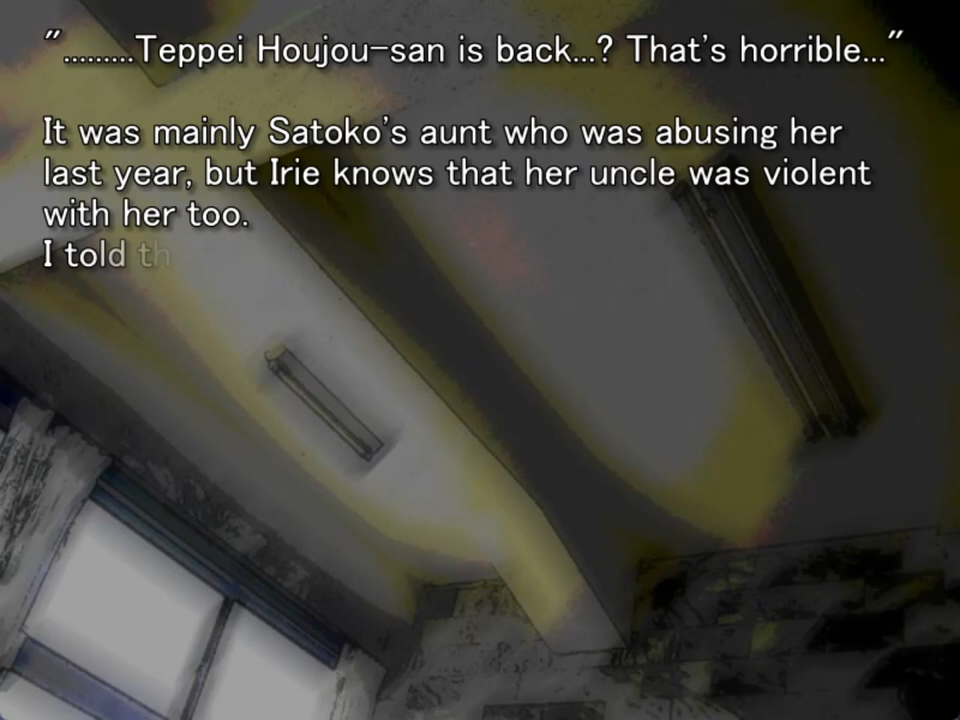 ".........Teppei Houjou-san is back...? That's horrible..."
It was mainly Satoko's aunt who was abusing her
last year, but Irie knows that her uncle was violent
with her too.
I told th